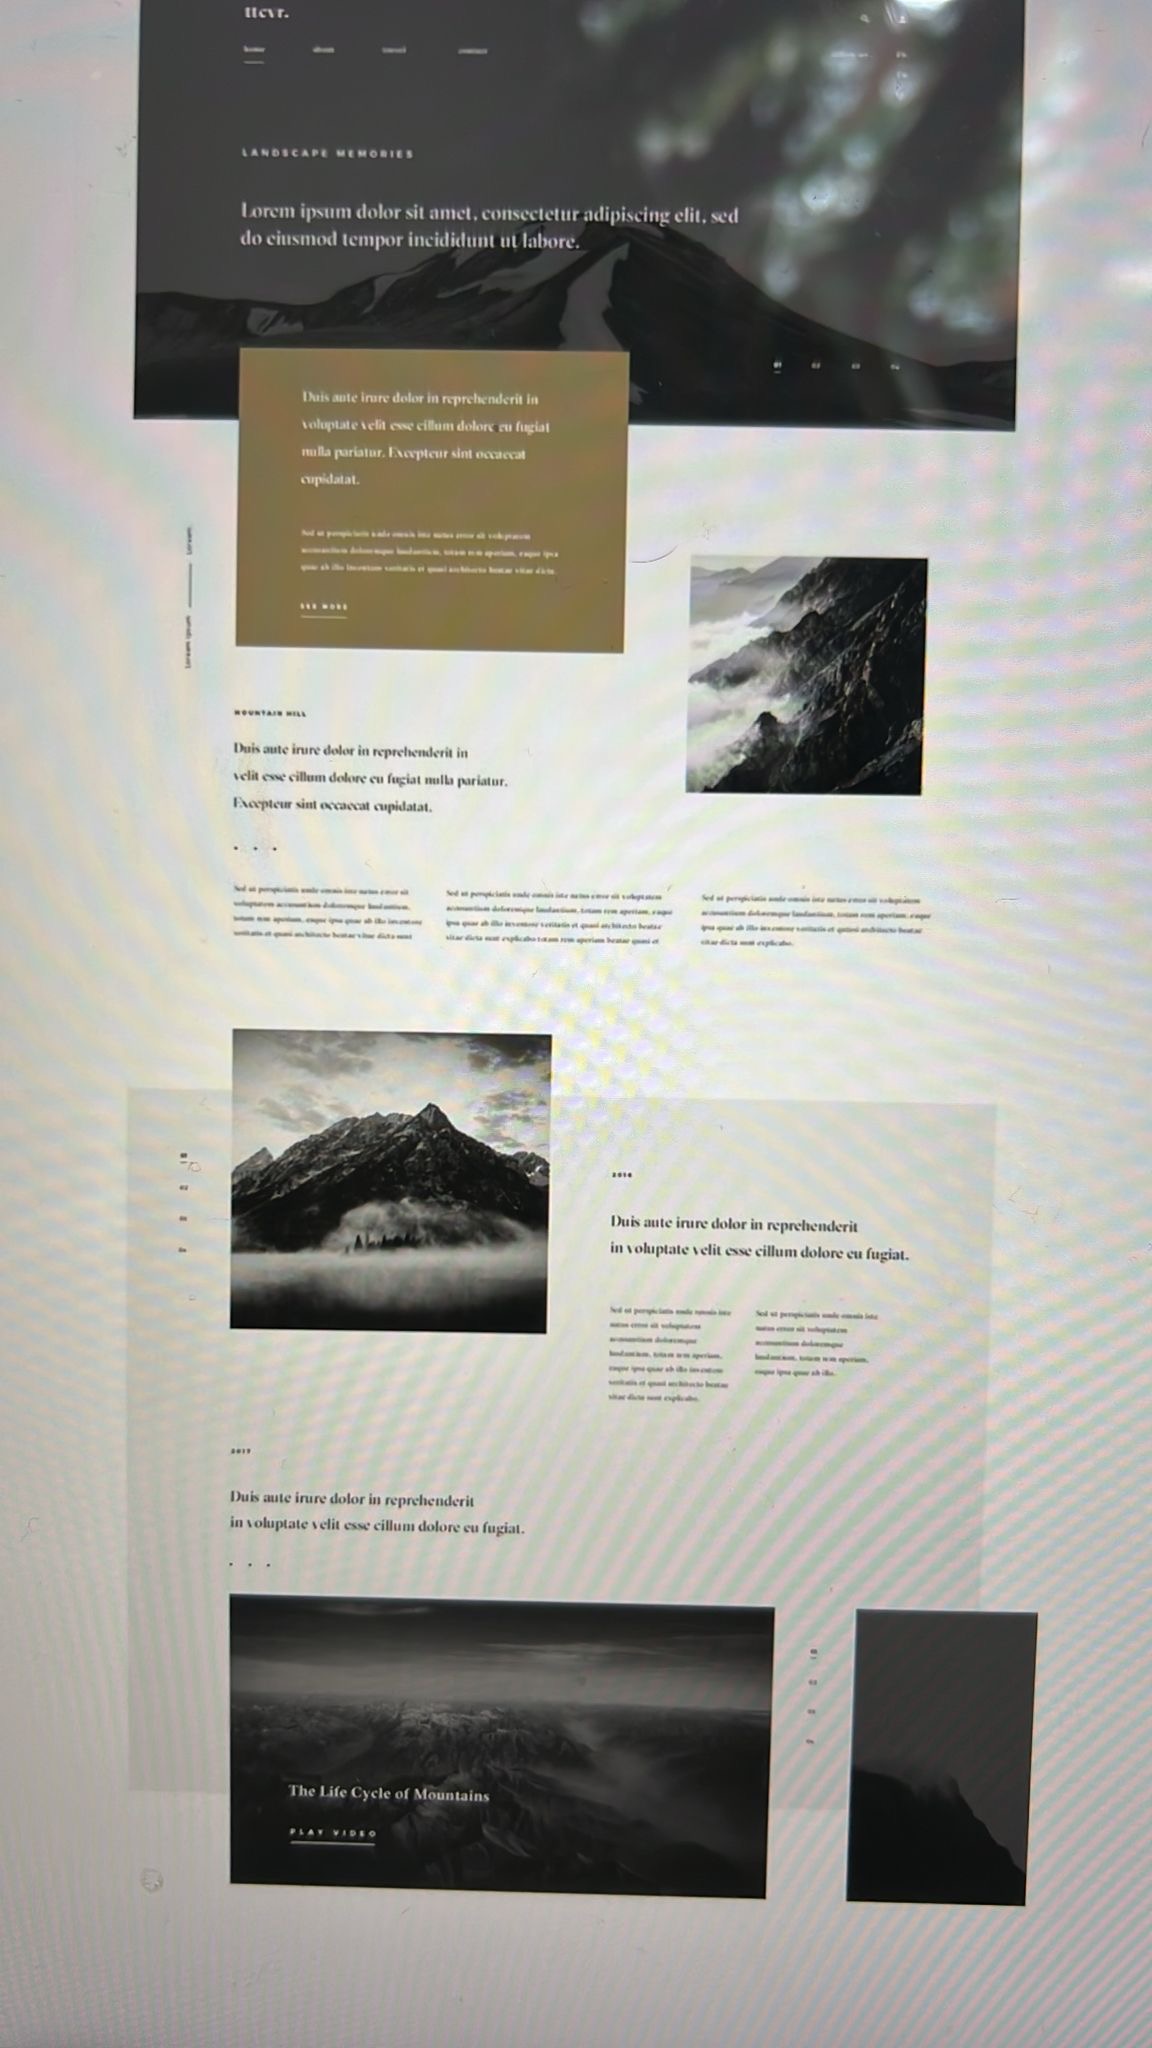 ttcvr.
home
about
travel
contact
LANDSCAPE MEMORIES
Lorem ipsum dolor sit amet, consectetur adipiscing elit, sed
do eiusmod tempor incididunt ut labore.
01
02
03
04
Duis aute irure dolor in reprehenderit in
voluptate velit esse cillum dolore eu fugiat
nulla pariatur. Excepteur sint occaecat
cupidatat.
Sed ut perspiciatis unde omnis iste natus error sit voluptatem
accusantium doloremque laudantium, totam rem aperiam, eaque ipsa
quae ab illo inventore veritatis et quasi architecto beatae vitae dicta.
SEE MORE
Lorem ipsum
Lorem
MOUNTAIN HILL
Duis aute irure dolor in reprehenderit in
velit esse cillum dolore eu fugiat nulla pariatur.
Excepteur sint occaecat cupidatat.
. . .
Sed ut perspiciatis unde omnis iste natus error sit
voluptatem accusantium doloremque laudantium,
totam rem aperiam, eaque ipsa quae ab illo inventore
veritatis et quasi architecto beatae vitae dicta sunt
Sed ut perspiciatis unde omnis iste natus error sit voluptatem
accusantium doloremque laudantium, totam rem aperiam, eaque
ipsa quae ab illo inventore veritatis et quasi architecto beatae
vitae dicta sunt explicabo totam rem aperiam beatae quasi et
Sed ut perspiciatis unde omnis iste natus error sit voluptatem
accusantium doloremque laudantium, totam rem aperiam, eaque
ipsa quae ab illo inventore veritatis et quasi architecto beatae
vitae dicta sunt explicabo.
01
02
03
04
2016
Duis aute irure dolor in reprehenderit
in voluptate velit esse cillum dolore eu fugiat.
Sed ut perspiciatis unde omnis iste
natus error sit voluptatem
accusantium doloremque
laudantium, totam rem aperiam,
eaque ipsa quae ab illo inventore
veritatis et quasi architecto beatae
vitae dicta sunt explicabo.
Sed ut perspiciatis unde omnis iste
natus error sit voluptatem
accusantium doloremque
laudantium, totam rem aperiam,
eaque ipsa quae ab illo.
2017
Duis aute irure dolor in reprehenderit
in voluptate velit esse cillum dolore eu fugiat.
. . .
The Life Cycle of Mountains
PLAY VIDEO
01
02
03
04